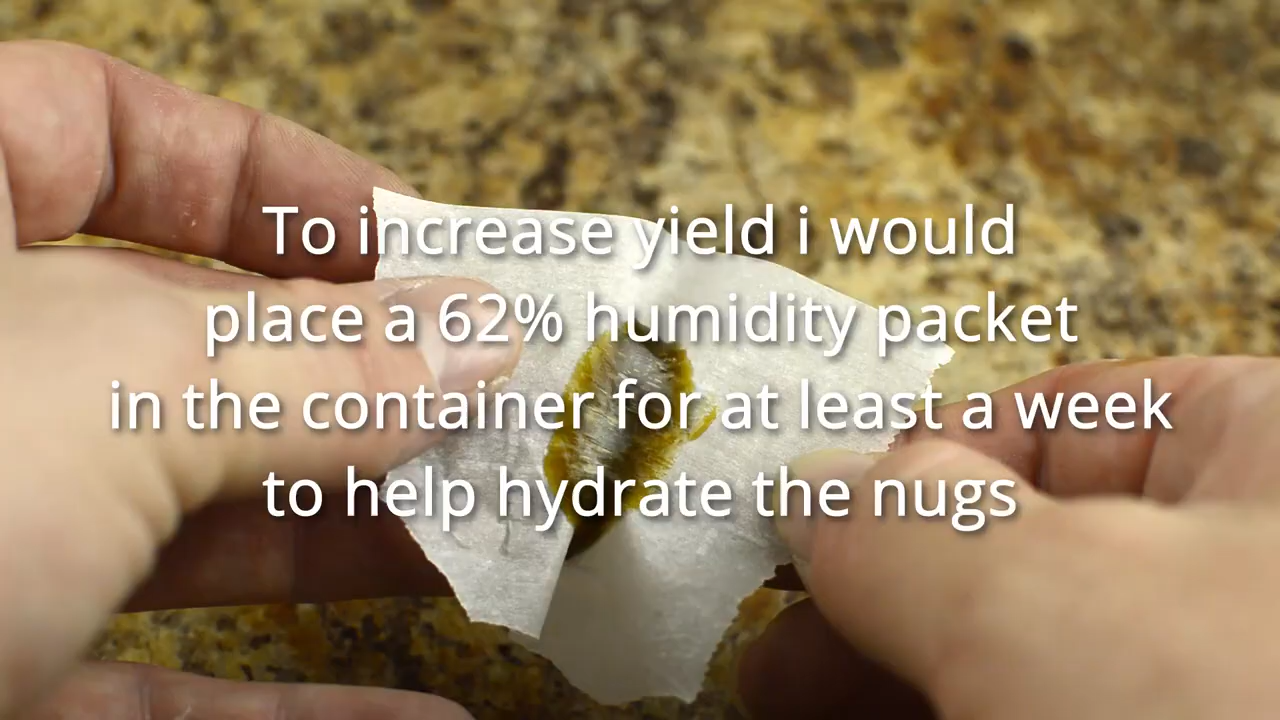 To increase yield i would
place a 62% humidity packet
in the container for at least a week
to help hydrate the nugs